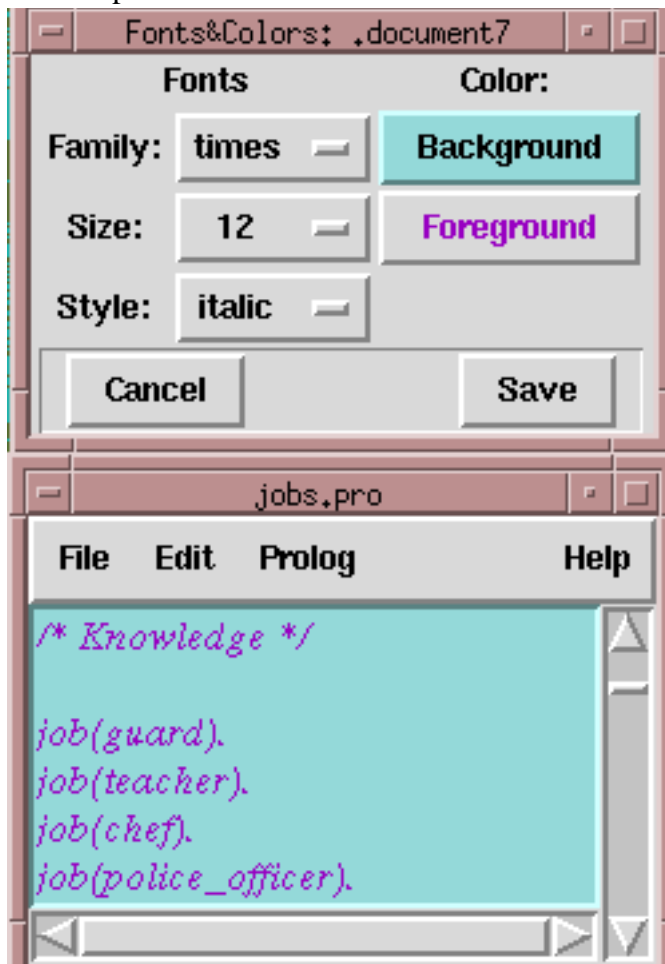 Fonts&Colors: .document7
Fonts Color:
Family: times Background
Size: 12 Foreground
Style: italic
Cancel Save
jobs.pro
File Edit Prolog Help
/* Knowledge */
job(guard).
job(teacher).
job(chef).
job(police_officer).